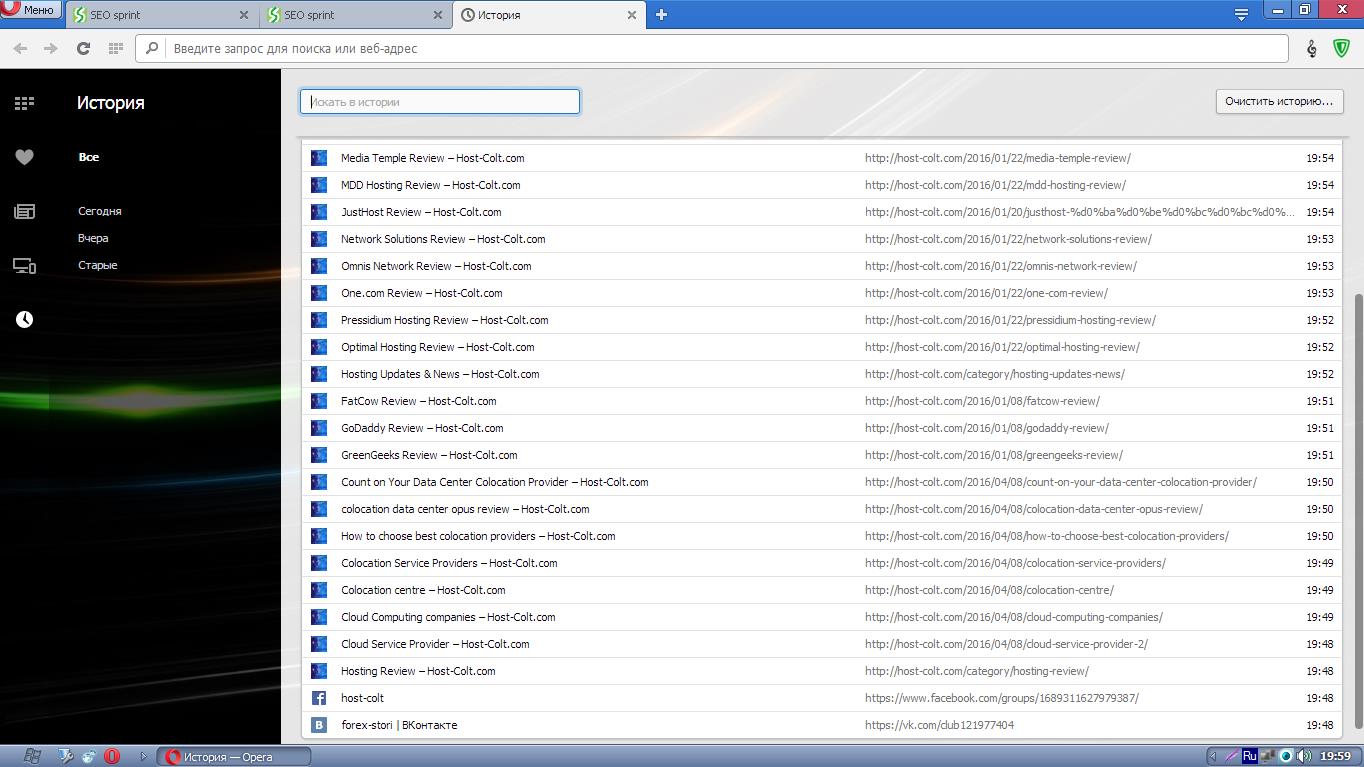 Меню
SEO sprint
SEO sprint
История
Введите запрос для поиска или веб-адрес
История
Искать в истории
Очистить историю...
Все
Сегодня
Вчера
Старые
Media Temple Review – Host-Colt.com http://host-colt.com/2016/01/22/media-temple-review/ 19:54
MDD Hosting Review – Host-Colt.com http://host-colt.com/2016/01/22/mdd-hosting-review/ 19:54
JustHost Review – Host-Colt.com http://host-colt.com/2016/01/20/justhost-%d0%ba%d0%be%d0%bc%d0%bc%d0%... 19:54
Network Solutions Review – Host-Colt.com http://host-colt.com/2016/01/22/network-solutions-review/ 19:53
Omnis Network Review – Host-Colt.com http://host-colt.com/2016/01/22/omnis-network-review/ 19:53
One.com Review – Host-Colt.com http://host-colt.com/2016/01/22/one-com-review/ 19:53
Pressidium Hosting Review – Host-Colt.com http://host-colt.com/2016/01/22/pressidium-hosting-review/ 19:52
Optimal Hosting Review – Host-Colt.com http://host-colt.com/2016/01/22/optimal-hosting-review/ 19:52
Hosting Updates & News – Host-Colt.com http://host-colt.com/category/hosting-updates-news/ 19:52
FatCow Review – Host-Colt.com http://host-colt.com/2016/01/08/fatcow-review/ 19:51
GoDaddy Review – Host-Colt.com http://host-colt.com/2016/01/08/godaddy-review/ 19:51
GreenGeeks Review – Host-Colt.com http://host-colt.com/2016/01/08/greengeeks-review/ 19:51
Count on Your Data Center Colocation Provider – Host-Colt.com http://host-colt.com/2016/04/08/count-on-your-data-center-colocation-provider/ 19:50
colocation data center opus review – Host-Colt.com http://host-colt.com/2016/04/08/colocation-data-center-opus-review/ 19:50
How to choose best colocation providers – Host-Colt.com http://host-colt.com/2016/04/08/how-to-choose-best-colocation-providers/ 19:50
Colocation Service Providers – Host-Colt.com http://host-colt.com/2016/04/08/colocation-service-providers/ 19:49
Colocation centre – Host-Colt.com http://host-colt.com/2016/04/08/colocation-centre/ 19:49
Cloud Computing companies – Host-Colt.com http://host-colt.com/2016/04/08/cloud-computing-companies/ 19:49
Cloud Service Provider – Host-Colt.com http://host-colt.com/2016/04/08/cloud-service-provider-2/ 19:48
Hosting Review – Host-Colt.com http://host-colt.com/category/hosting-review/ 19:48
host-colt https://www.facebook.com/groups/1689311627979387/ 19:48
forex-stori | ВКонтакте https://vk.com/club121977404 19:48
История — Opera
Ru
19:59